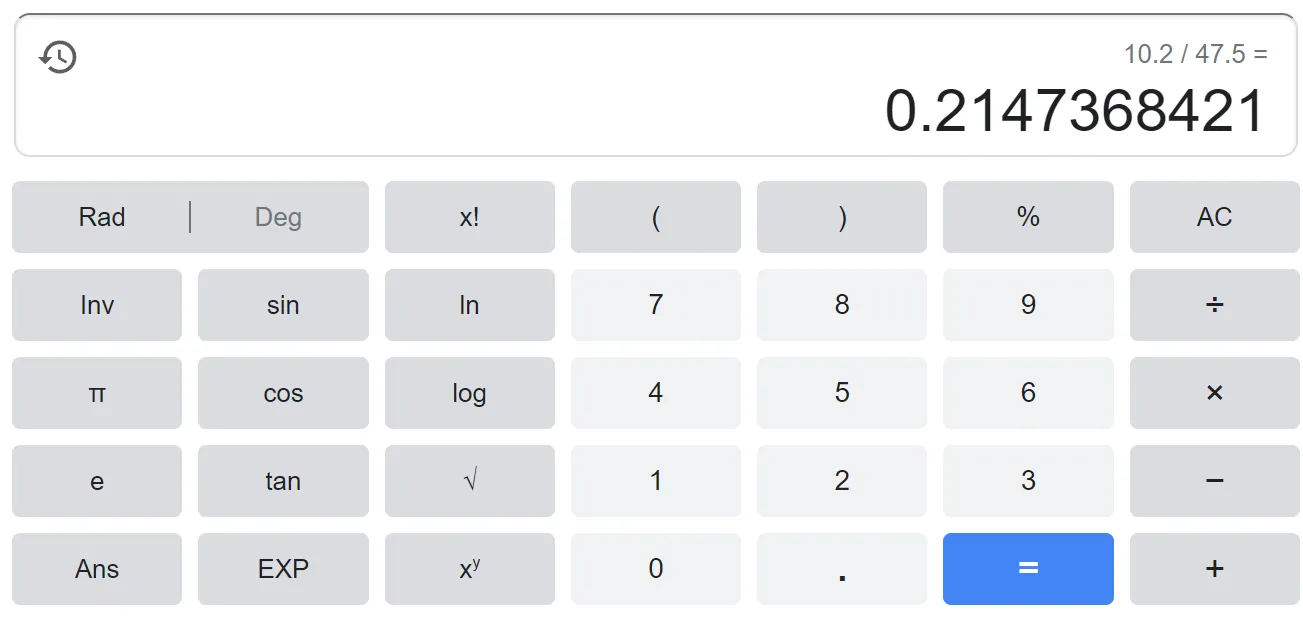 10.2 / 47.5 =
0.2147368421
Rad | Deg x! ( ) % AC
Inv sin ln 7 8 9 ÷
π cos log 4 5 6 ×
e tan √ 1 2 3 −
Ans EXP xʸ 0 . = +